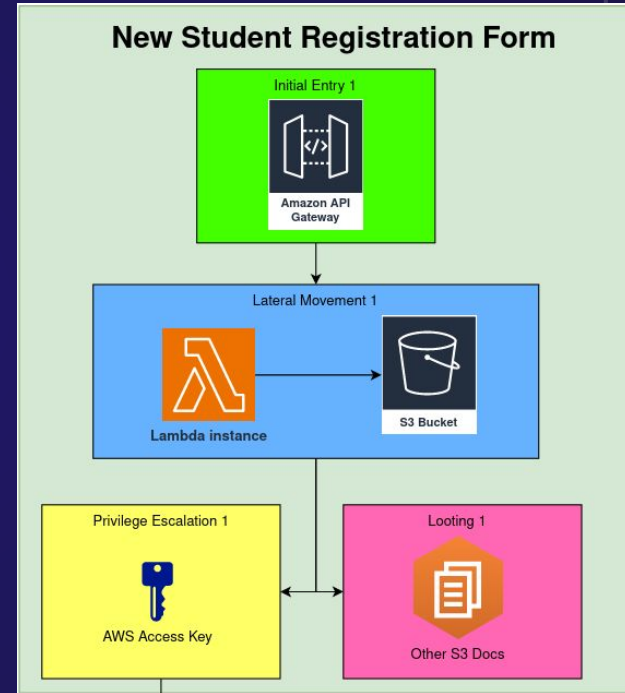 New Student Registration Form
Initial Entry 1
</>
Amazon API
Gateway
Lateral Movement 1
Lambda instance
S3 Bucket
Privilege Escalation 1
AWS Access Key
Looting 1
Other S3 Docs